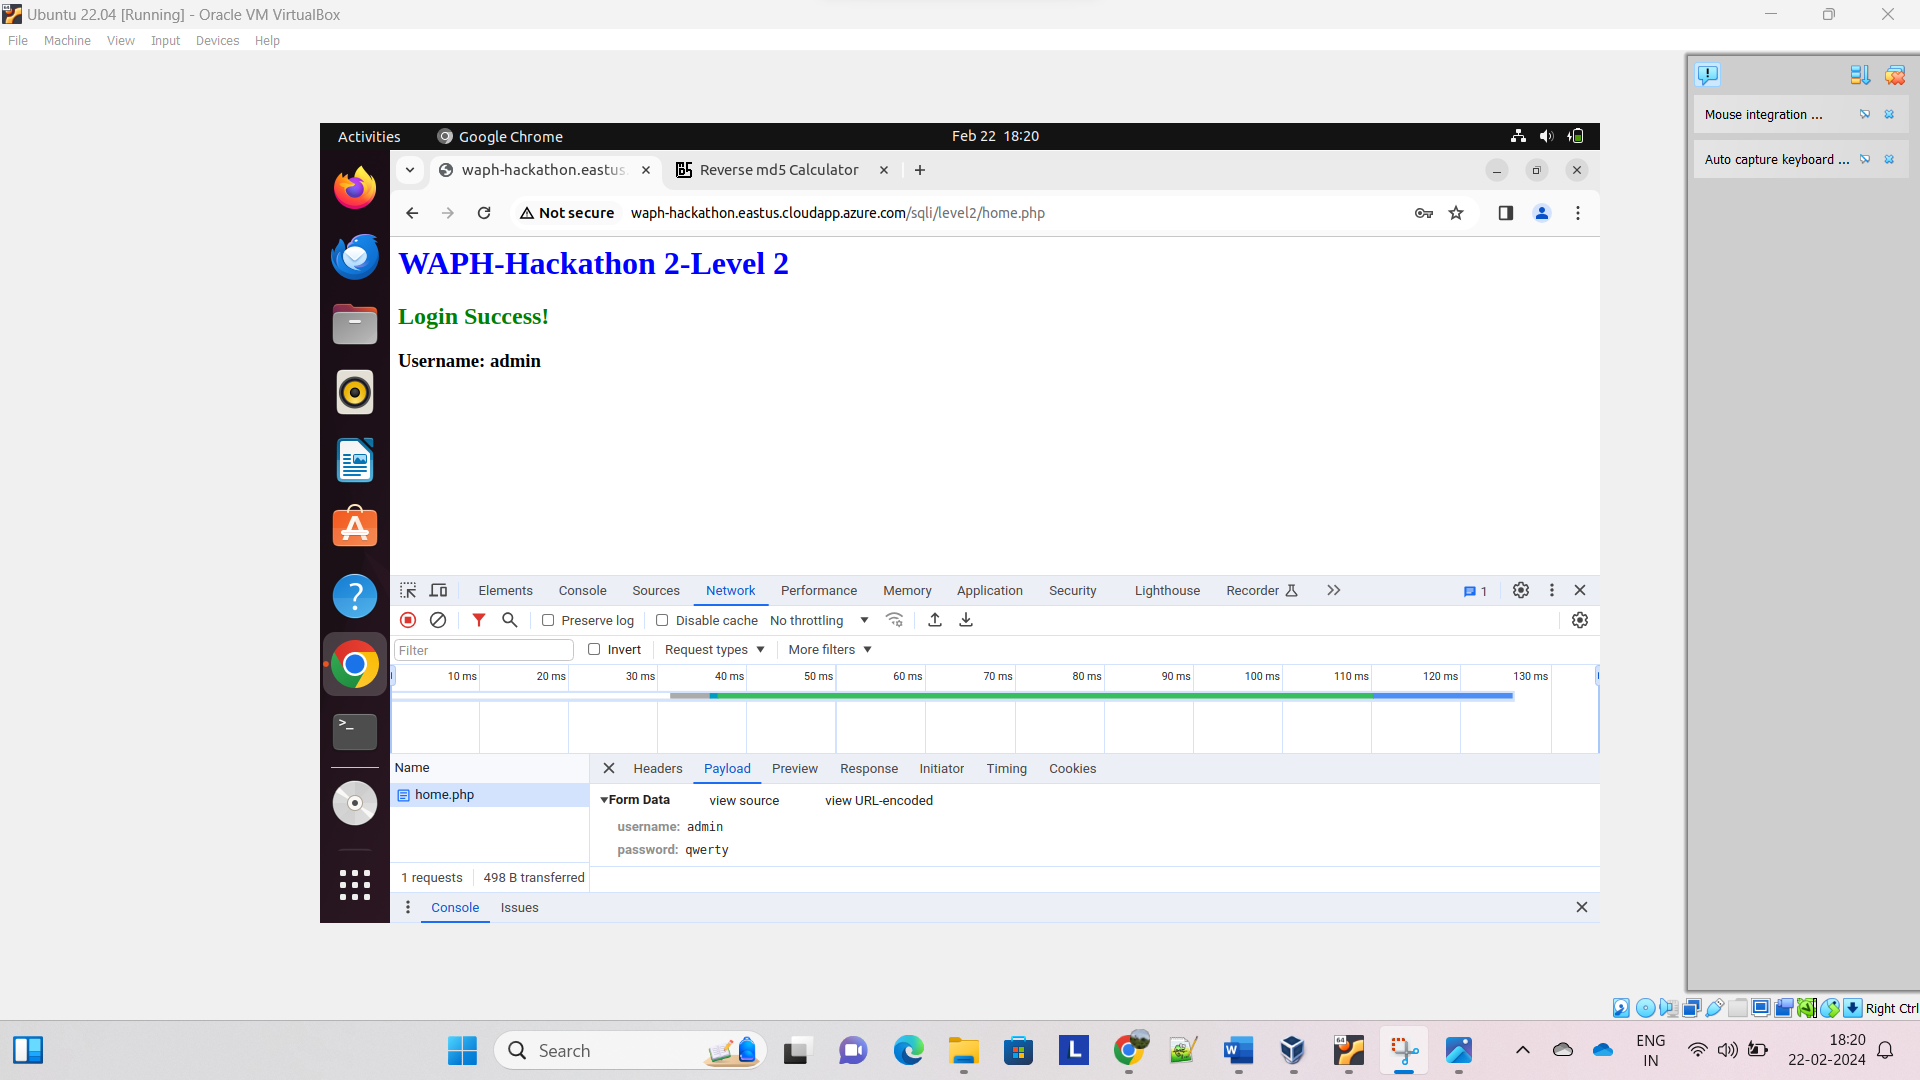 Ubuntu 22.04 [Running] - Oracle VM VirtualBox
File Machine View Input Devices Help
Mouse integration ...
Auto capture keyboard ...
Activities Google Chrome Feb 22 18:20
waph-hackathon.eastus. Reverse md5 Calculator
Not secure waph-hackathon.eastus.cloudapp.azure.com/sqli/level2/home.php
WAPH-Hackathon 2-Level 2
Login Success!
Username: admin
Elements Console Sources Network Performance Memory Application Security Lighthouse Recorder 1
Preserve log Disable cache No throttling
Filter Invert Request types More filters
10 ms 20 ms 30 ms 40 ms 50 ms 60 ms 70 ms 80 ms 90 ms 100 ms 110 ms 120 ms 130 ms
Name Headers Payload Preview Response Initiator Timing Cookies
home.php
Form Data view source view URL-encoded
username: admin
password: qwerty
1 requests 498 B transferred
Console Issues
Right Ctrl
Search
ENG
IN
18:20
22-02-2024